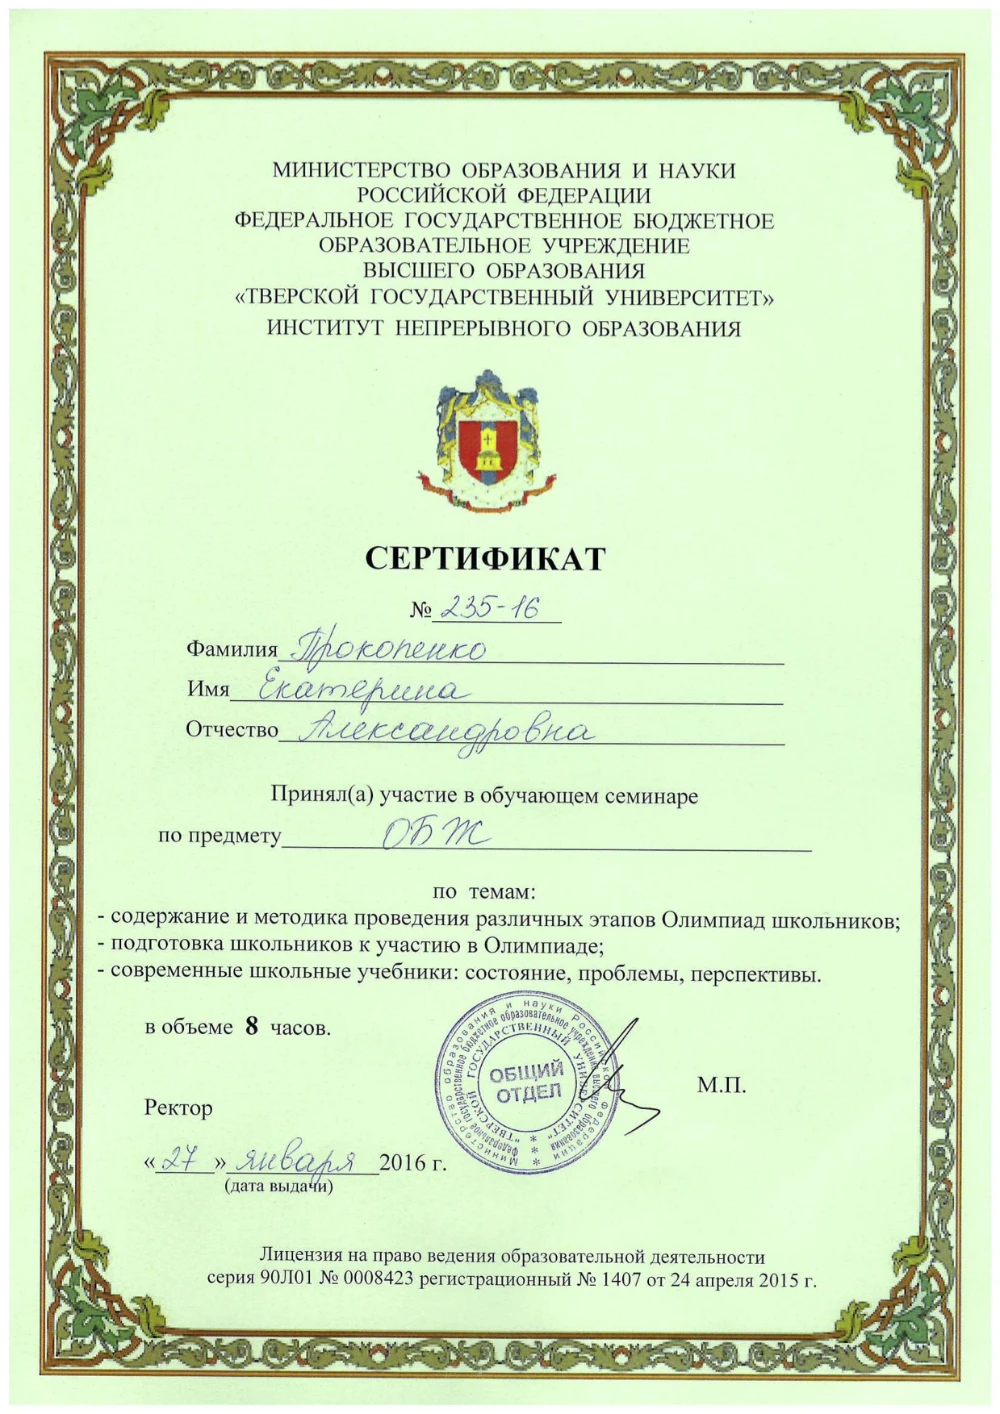 МИНИСТЕРСТВО ОБРАЗОВАНИЯ И НАУКИ
РОССИЙСКОЙ ФЕДЕРАЦИИ
ФЕДЕРАЛЬНОЕ ГОСУДАРСТВЕННОЕ БЮДЖЕТНОЕ
ОБРАЗОВАТЕЛЬНОЕ УЧРЕЖДЕНИЕ
ВЫСШЕГО ОБРАЗОВАНИЯ
«ТВЕРСКОЙ ГОСУДАРСТВЕННЫЙ УНИВЕРСИТЕТ»
ИНСТИТУТ НЕПРЕРЫВНОГО ОБРАЗОВАНИЯ
СЕРТИФИКАТ
№ 235-16
Фамилия Прокопенко
Имя Екатерина
Отчество Александровна
Принял(а) участие в обучающем семинаре
по предмету ОБЖ
по темам:
- содержание и методика проведения различных этапов Олимпиад школьников;
- подготовка школьников к участию в Олимпиаде;
- современные школьные учебники: состояние, проблемы, перспективы.
в объеме 8 часов.
Министерство образования и науки Российской Федерации
Федеральное государственное бюджетное образовательное учреждение высшего образования
"ТВЕРСКОЙ ГОСУДАРСТВЕННЫЙ УНИВЕРСИТЕТ"
ОБЩИЙ
ОТДЕЛ
М.П.
Ректор
«27» января 2016 г.
(дата выдачи)
Лицензия на право ведения образовательной деятельности
серия 90Л01 № 0008423 регистрационный № 1407 от 24 апреля 2015 г.